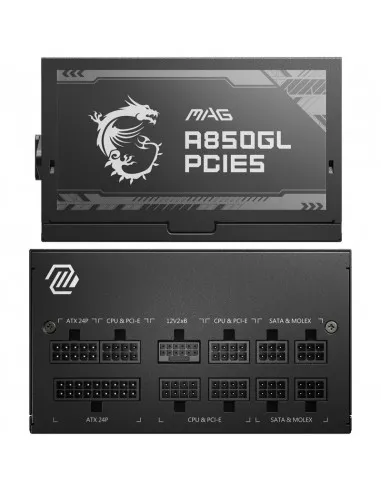 MAG
A850GL
PCIE5
ATX 24P
CPU & PCI-E
12V2x6
CPU & PCI-E
SATA & MOLEX
ATX 24P
CPU & PCI-E
SATA & MOLEX